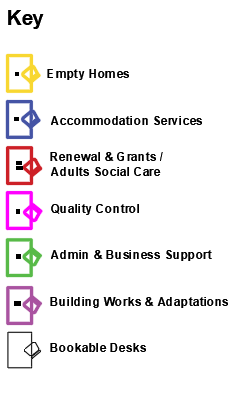 Key
Empty Homes
Accommodation Services
Renewal & Grants /
Adults Social Care
Quality Control
Admin & Business Support
Building Works & Adaptations
Bookable Desks